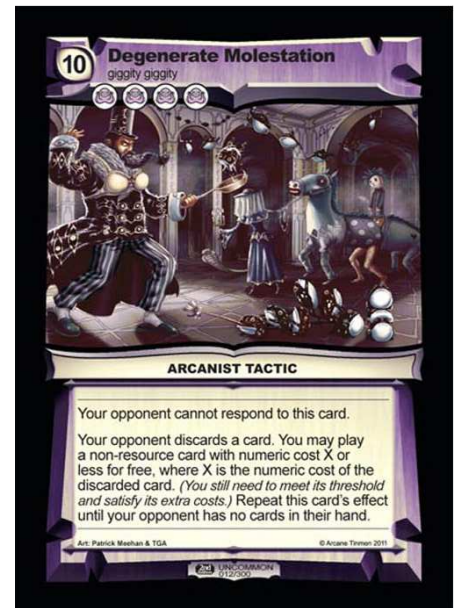 10
Degenerate Molestation
giggity giggity
ARCANIST TACTIC
Your opponent cannot respond to this card.
Your opponent discards a card. You may play
a non-resource card with numeric cost X or
less for free, where X is the numeric cost of the
discarded card. (You still need to meet its threshold
and satisfy its extra costs.) Repeat this card's effect
until your opponent has no cards in their hand.
Art: Patrick Meehan & TGA
© Arcane Tinmen 2011
2nd
UNCOMMON
012/300